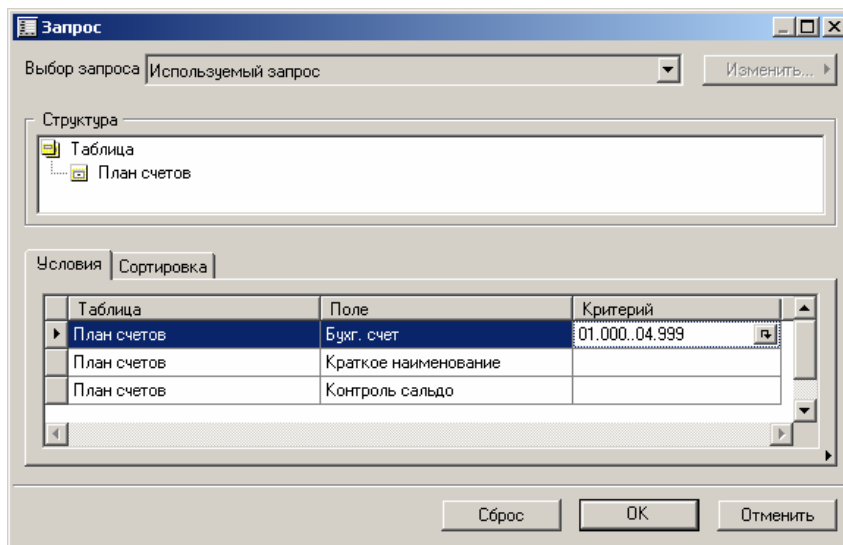 Запрос
Выбор запроса Используемый запрос Изменить...
Структура
Таблица
План счетов
Условия Сортировка
Таблица Поле Критерий
План счетов Бухг. счет 01.000..04.999
План счетов Краткое наименование
План счетов Контроль сальдо
Сброс OK Отменить